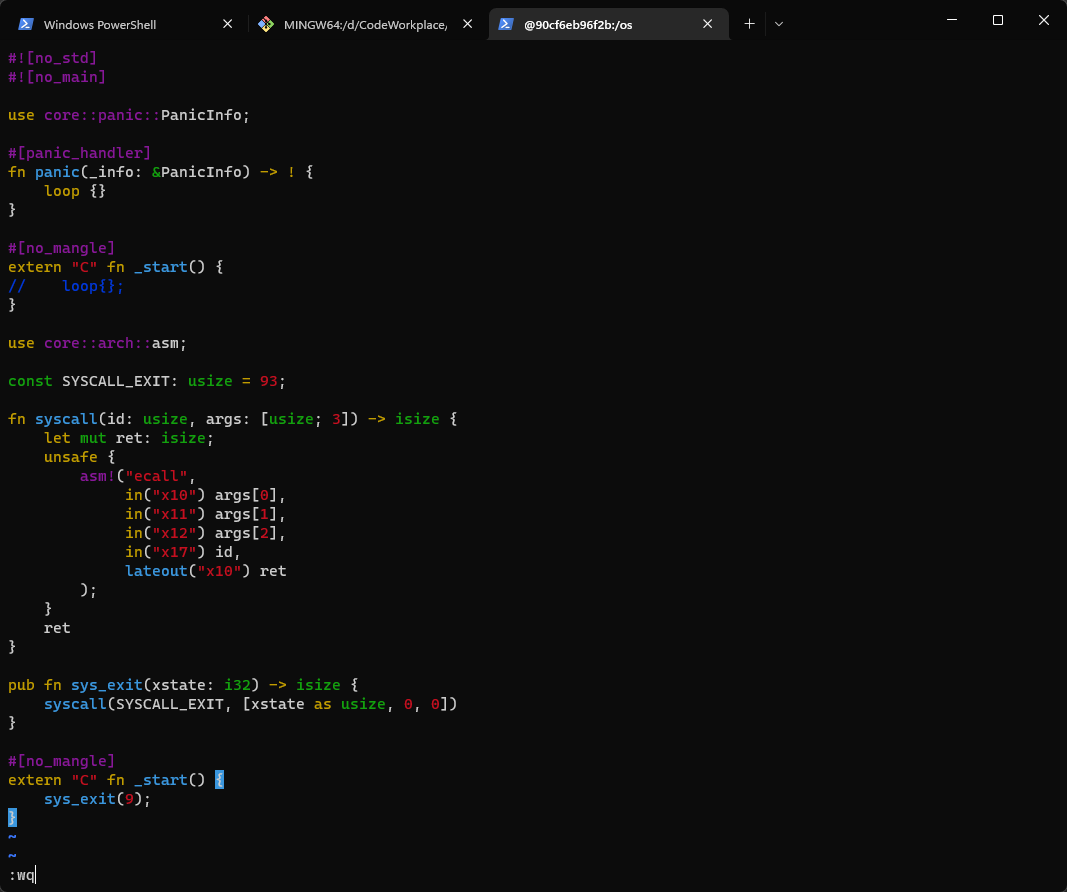 Windows PowerShell
MINGW64:/d/CodeWorkplace,
@90cf6eb96f2b:/os
#![no_std]
#![no_main]
use core::panic::PanicInfo;
#[panic_handler]
fn panic(_info: &PanicInfo) -> ! {
    loop {}
}
#[no_mangle]
extern "C" fn _start() {
//    loop{};
}
use core::arch::asm;
const SYSCALL_EXIT: usize = 93;
fn syscall(id: usize, args: [usize; 3]) -> isize {
    let mut ret: isize;
    unsafe {
        asm!("ecall",
             in("x10") args[0],
             in("x11") args[1],
             in("x12") args[2],
             in("x17") id,
             lateout("x10") ret
        );
    }
    ret
}
pub fn sys_exit(xstate: i32) -> isize {
    syscall(SYSCALL_EXIT, [xstate as usize, 0, 0])
}
#[no_mangle]
extern "C" fn _start() {
    sys_exit(9);
}
~
~
:wq